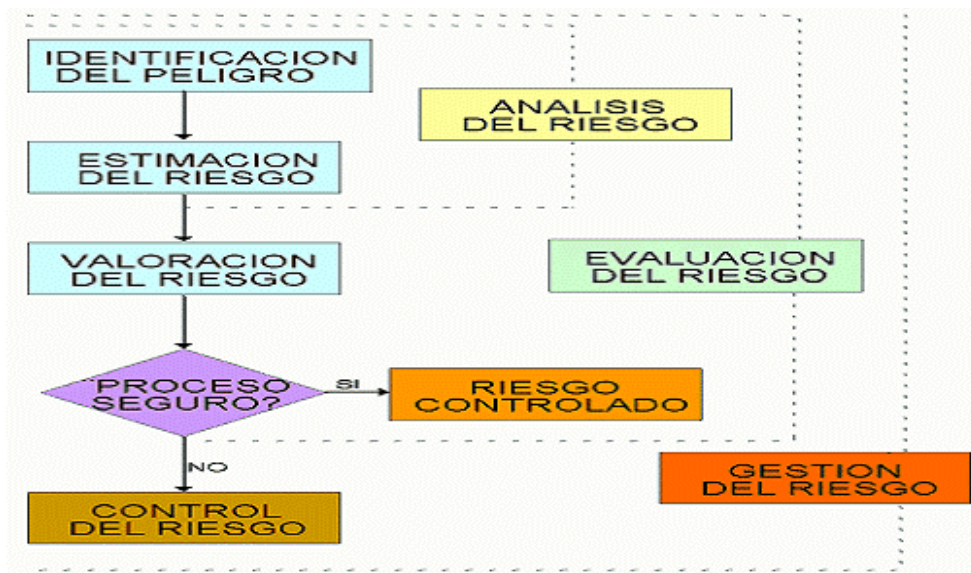 IDENTIFICACION
DEL PELIGRO
ANALISIS
DEL RIESGO
ESTIMACION
DEL RIESGO
VALORACION
DEL RIESGO
EVALUACION
DEL RIESGO
¨PROCESO
SEGURO?
SI
RIESGO
CONTROLADO
NO
GESTION
DEL RIESGO
CONTROL
DEL RIESGO